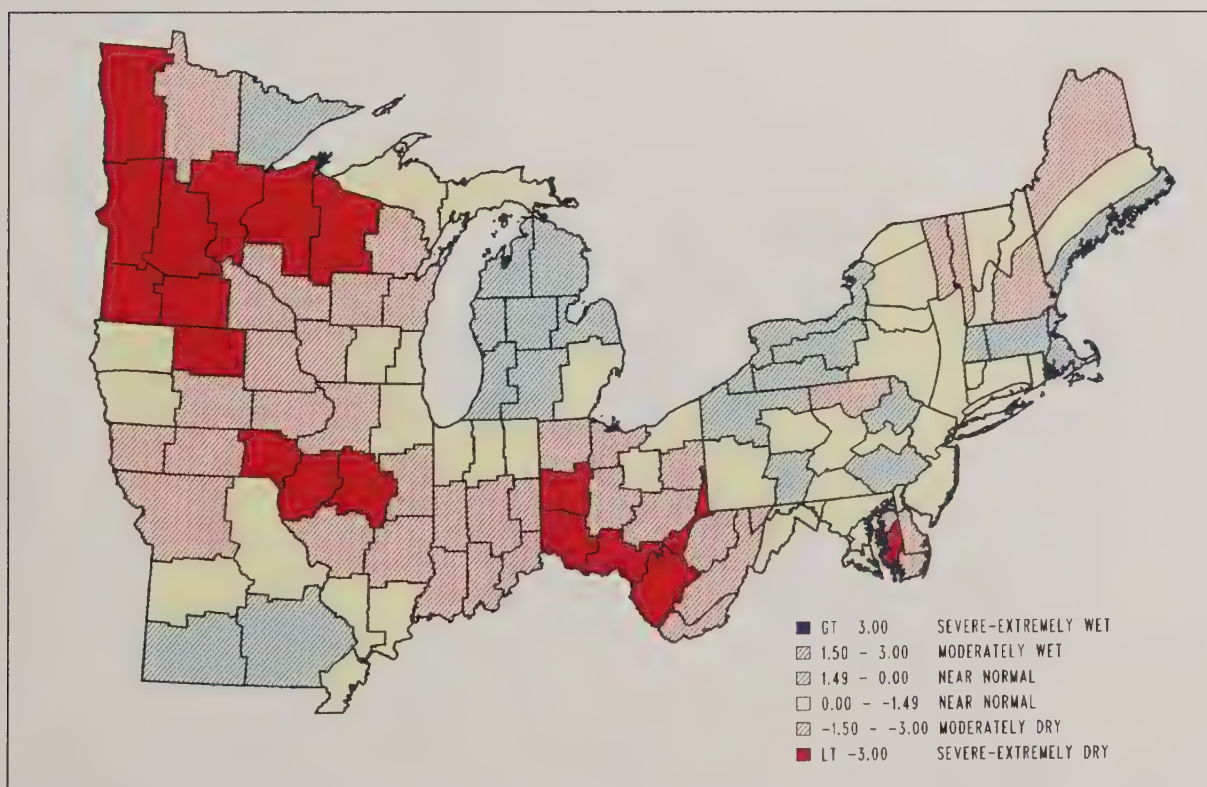 GT 3.00 SEVERE-EXTREMELY WET
1.50 - 3.00 MODERATELY WET
1.49 - 0.00 NEAR NORMAL
0.00 - -1.49 NEAR NORMAL
-1.50 - -3.00 MODERATELY DRY
LT -3.00 SEVERE-EXTREMELY DRY